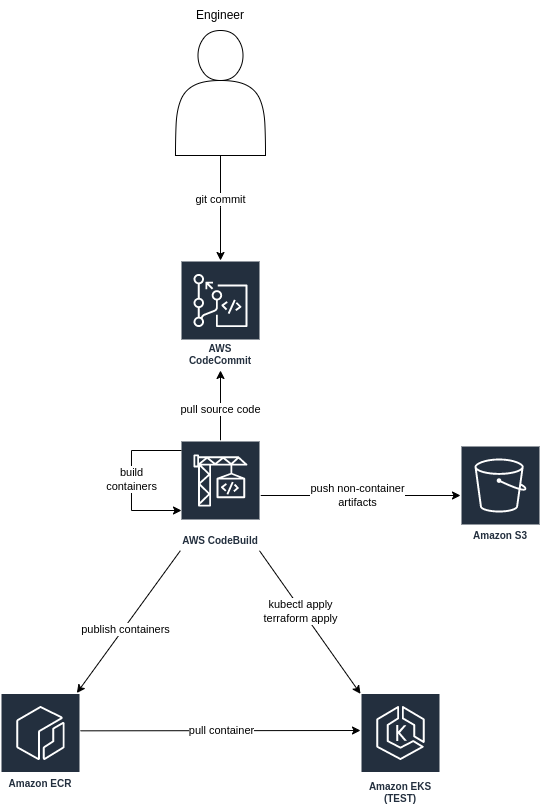 Engineer
git commit
AWS
CodeCommit
pull source code
build
containers
push non-container
artifacts
Amazon S3
AWS CodeBuild
kubectl apply
terraform apply
publish containers
pull container
K
Amazon ECR
Amazon EKS
(TEST)